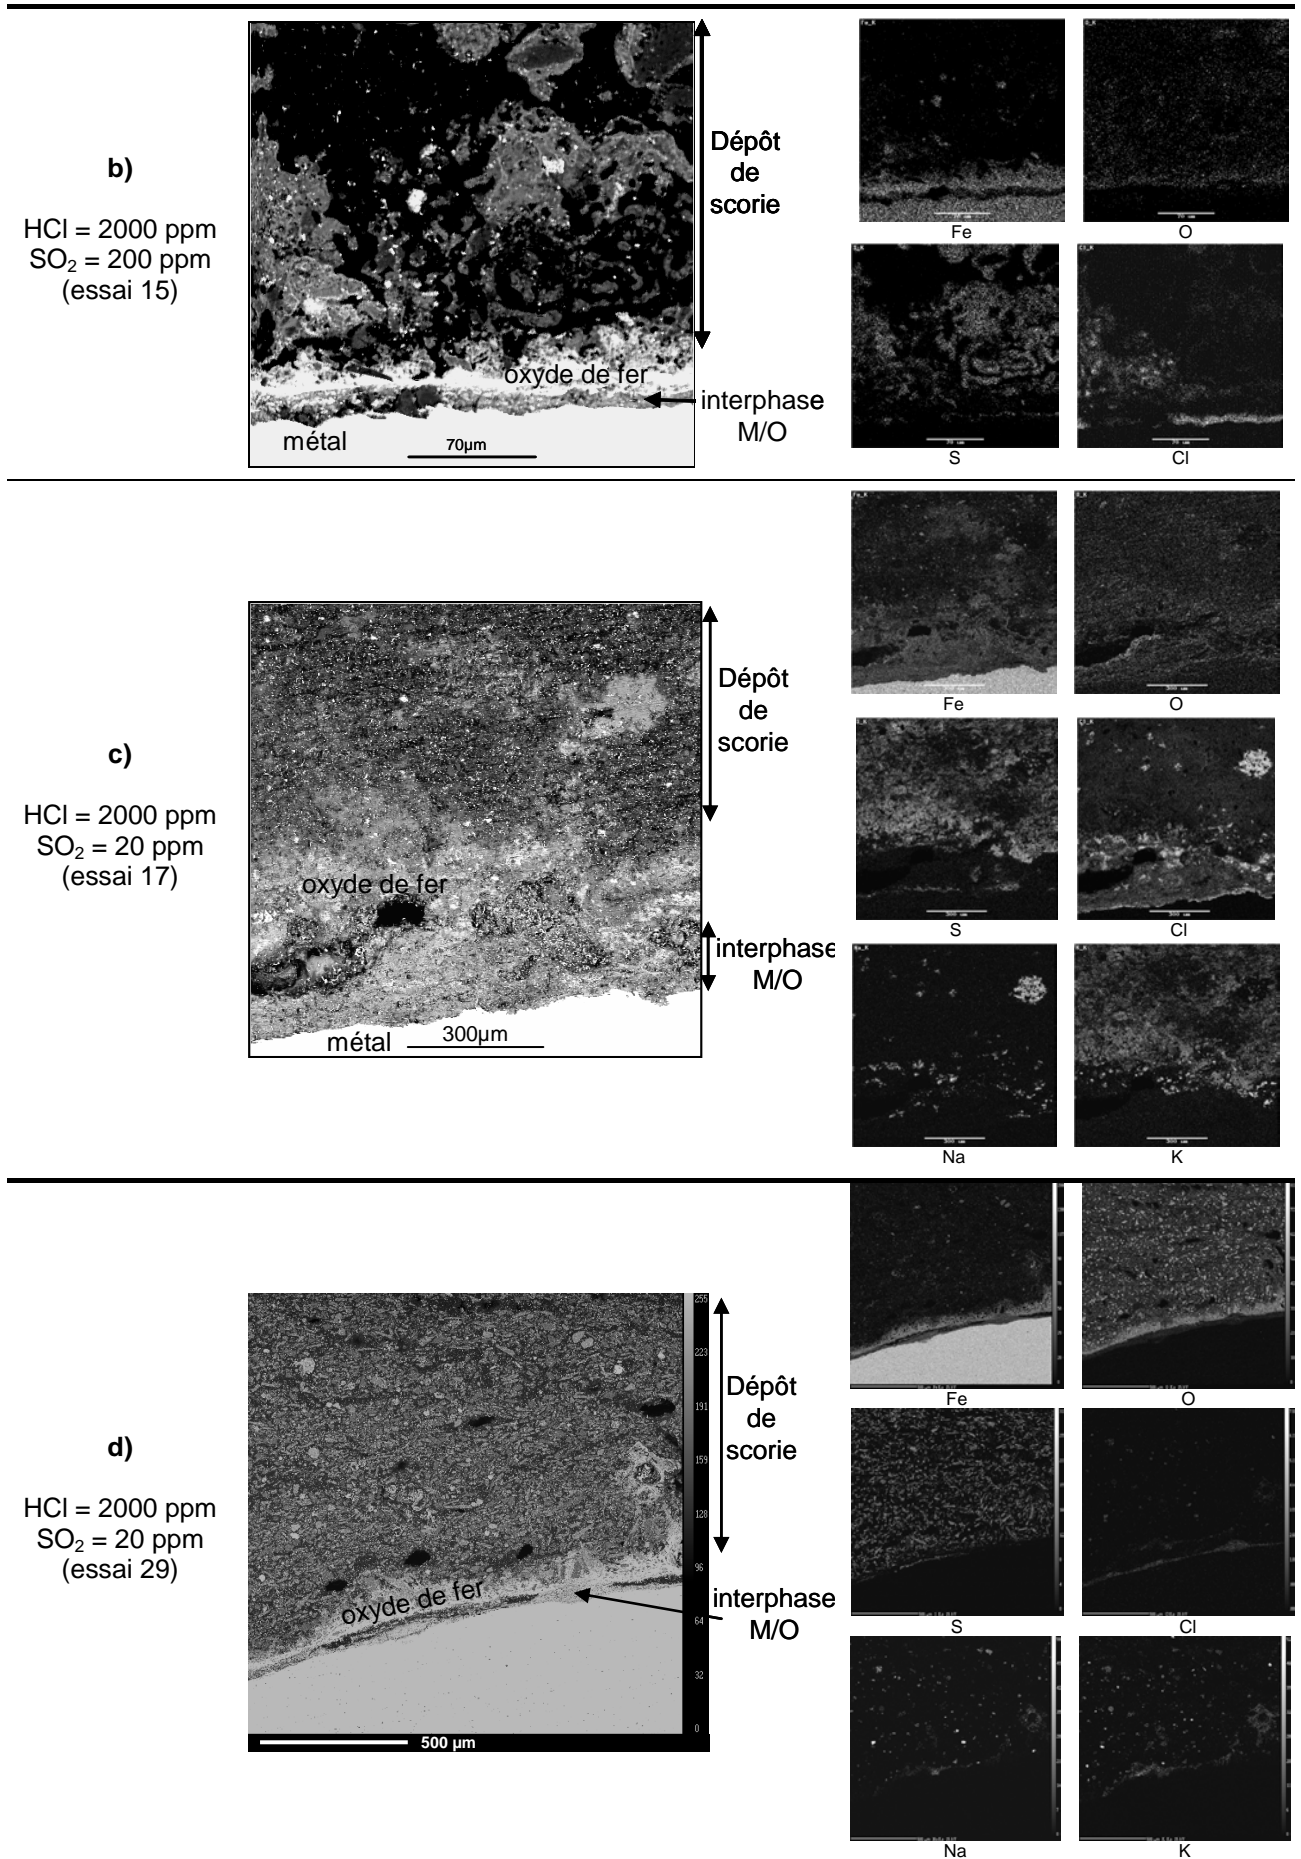 b)
HCl = 2000 ppm
SO₂ = 200 ppm
(essai 15)
Dépôt
de
scorie
oxyde de fer
interphase
M/O
métal
70µm
Fe
O
S
Cl
c)
HCl = 2000 ppm
SO₂ = 20 ppm
(essai 17)
Dépôt
de
scorie
oxyde de fer
interphase
M/O
métal
300µm
Fe
O
S
Cl
Na
K
d)
HCl = 2000 ppm
SO₂ = 20 ppm
(essai 29)
255
223
191
159
128
96
64
32
0
Dépôt
de
scorie
oxyde de fer
interphase
M/O
500 µm
Fe
O
S
Cl
Na
K